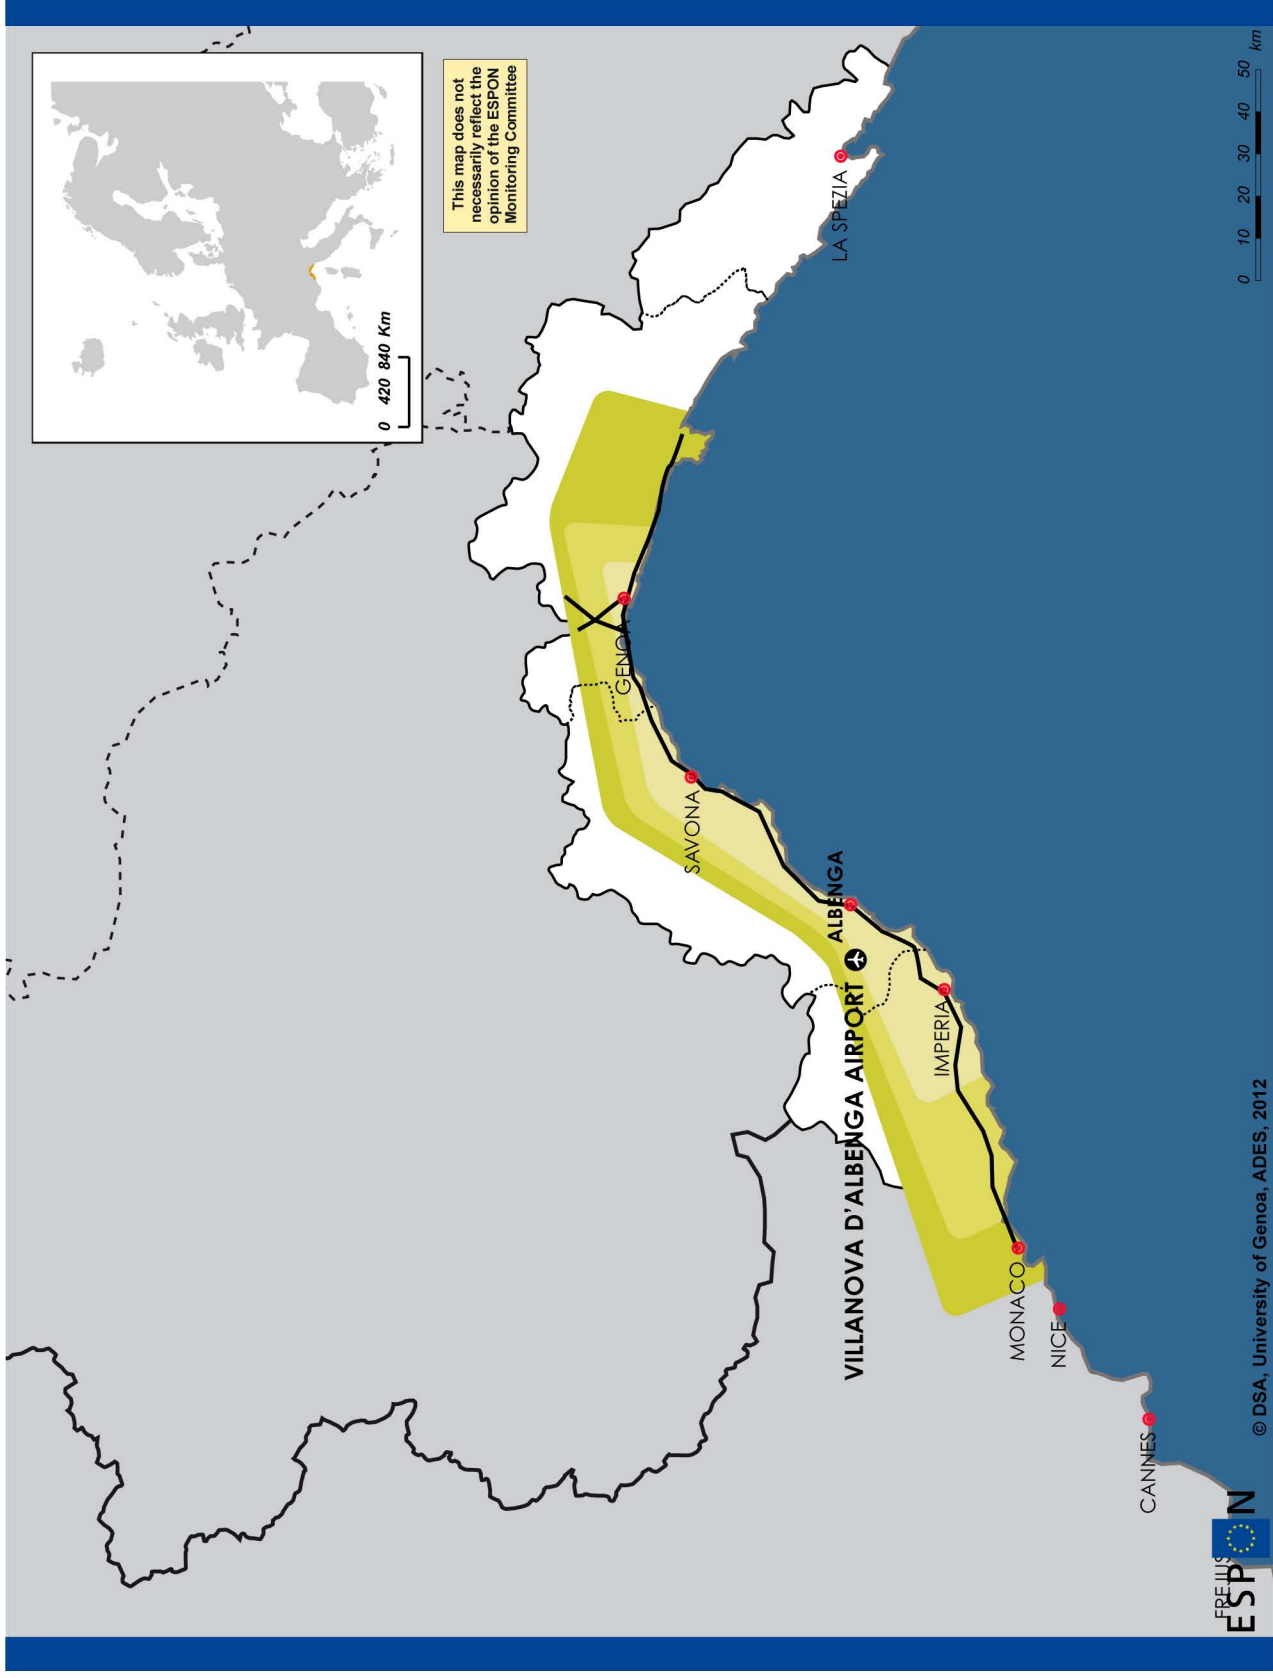 0 420 840 Km
This map does not
necessarily reflect the
opinion of the ESPON
Monitoring Committee
GENOA
SAVONA
LA SPEZIA
ALBENGA
VILLANOVA D'ALBENGA AIRPORT
IMPERIA
MONACO
NICE
CANNES
FREJUS
ESPON
© DSA, University of Genoa, ADES, 2012
0 10 20 30 40 50 km